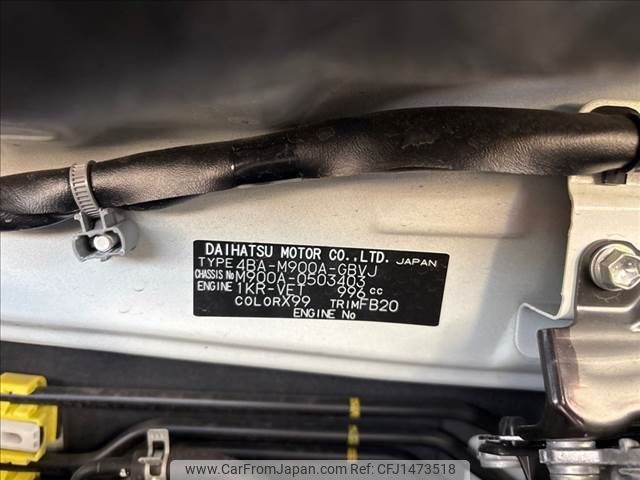 DAIHATSU MOTOR CO.,LTD. JAPAN
TYPE 4BA-M900A-GBVJ
CHASSIS No M900A-0503403
ENGINE 1KR-VET 996 cc
COLOR X99 TRIM FB20
ENGINE No
www.CarFromJapan.com - Ref:CFJ1473518